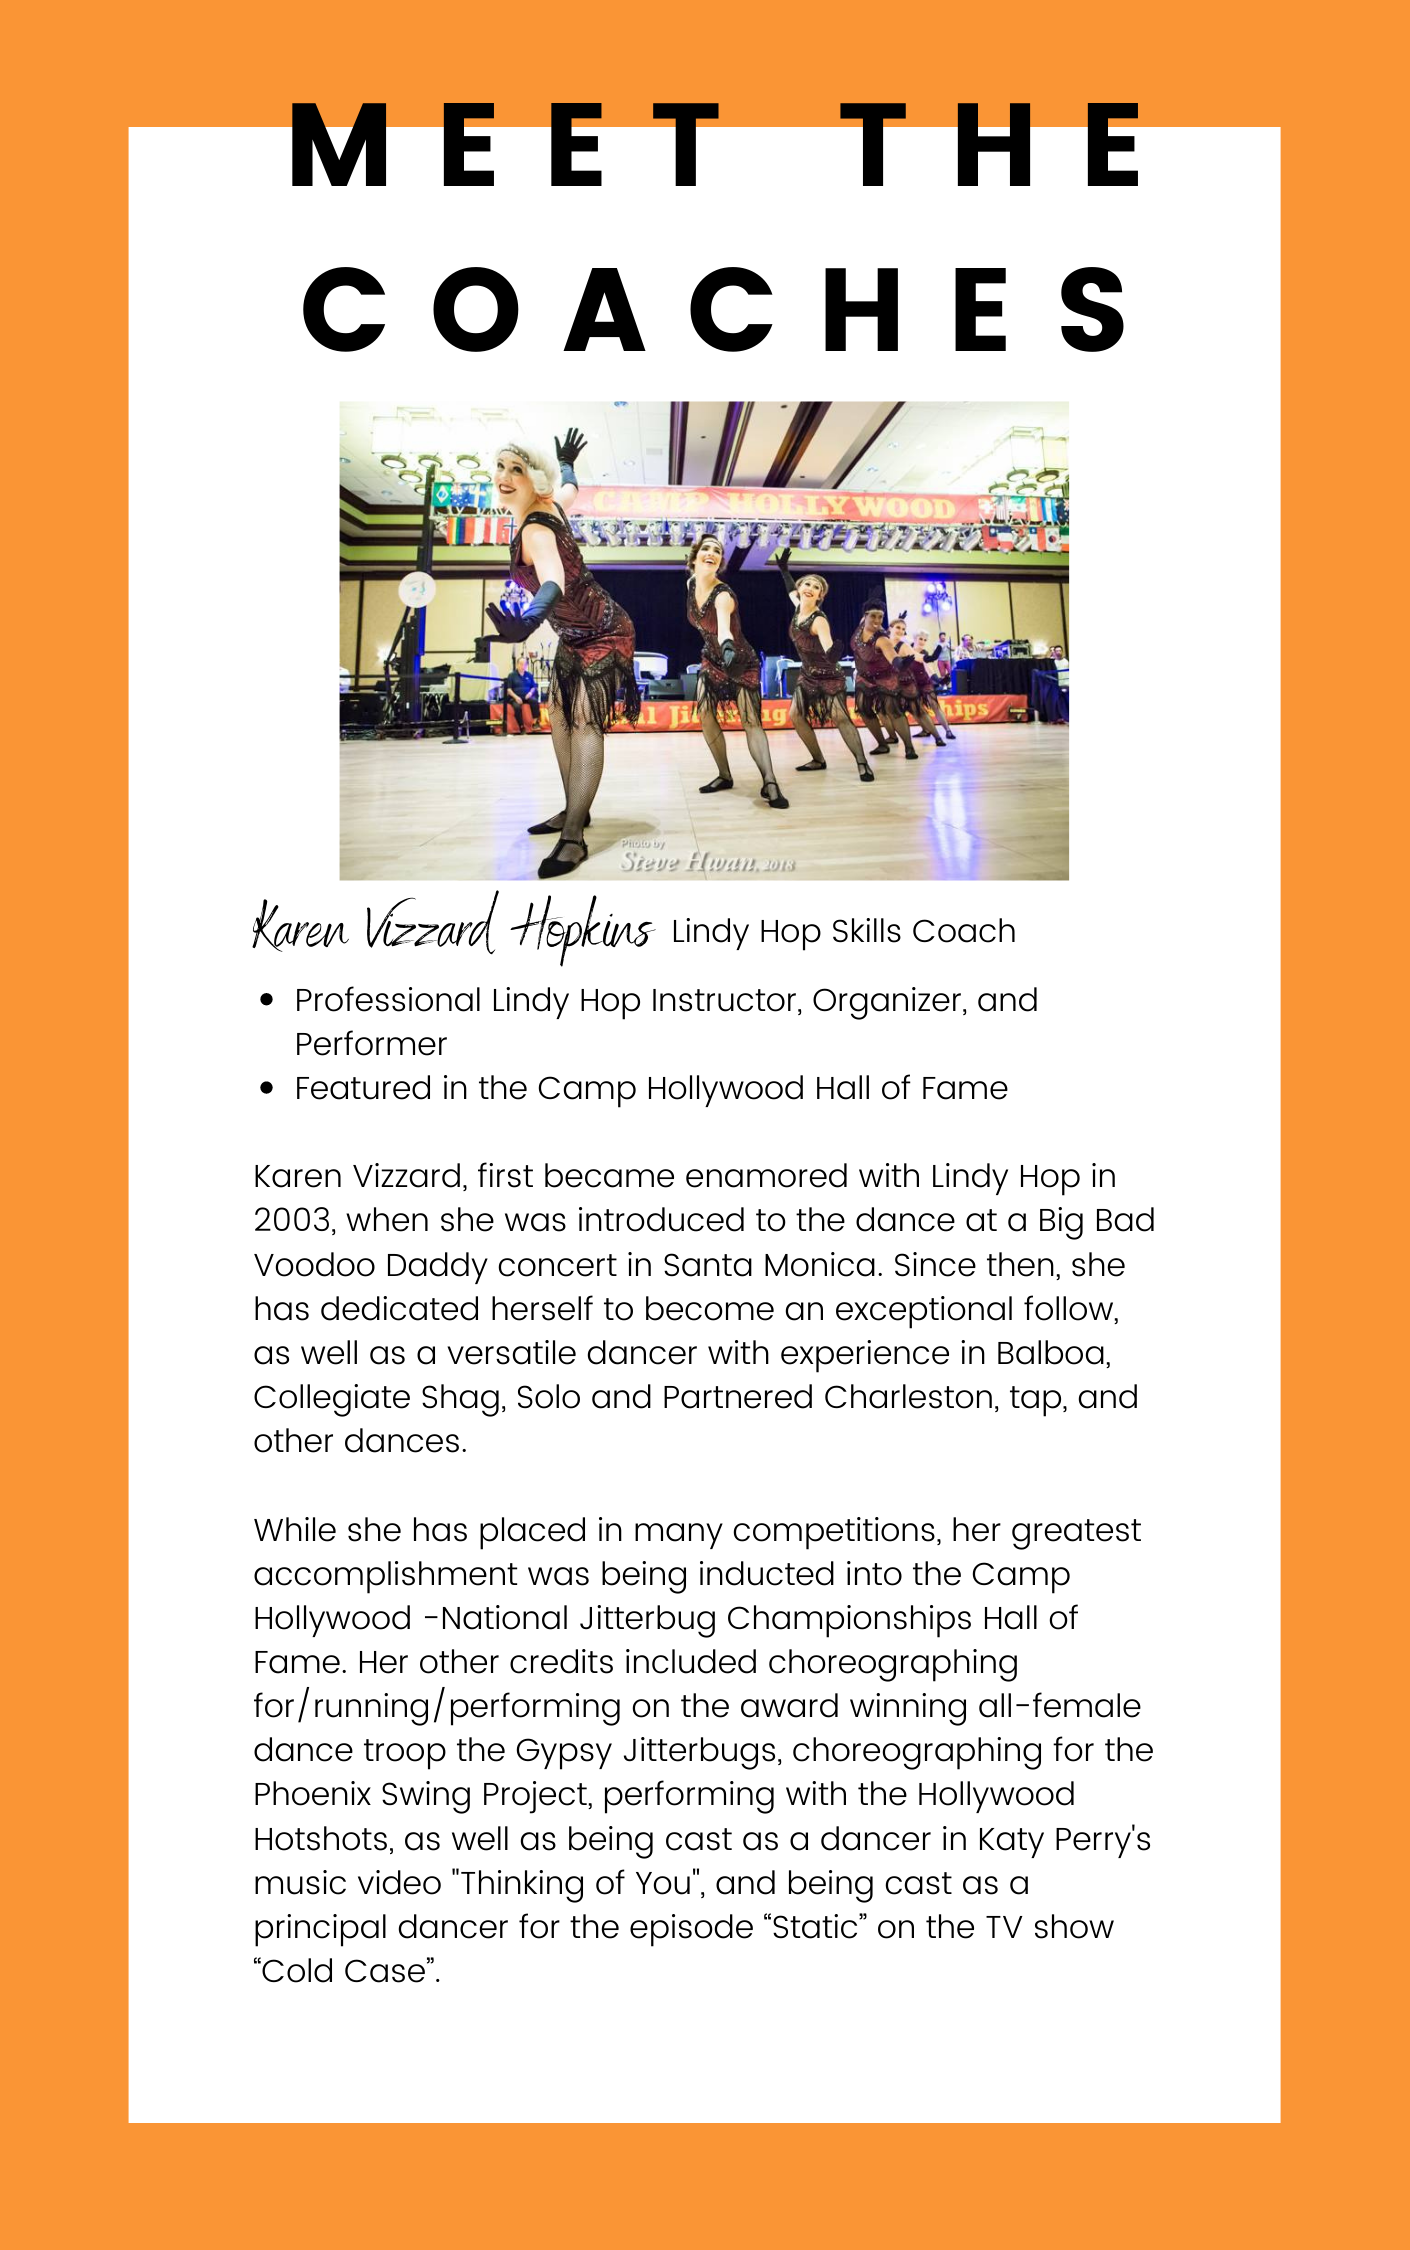 MEET THE
COACHES
CAMP HOLLYWOOD
Photo by
Steve Hwan, 2018
Karen Vizzard Hopkins Lindy Hop Skills Coach
• Professional Lindy Hop Instructor, Organizer, and
Performer
• Featured in the Camp Hollywood Hall of Fame
Karen Vizzard, first became enamored with Lindy Hop in
2003, when she was introduced to the dance at a Big Bad
Voodoo Daddy concert in Santa Monica. Since then, she
has dedicated herself to become an exceptional follow,
as well as a versatile dancer with experience in Balboa,
Collegiate Shag, Solo and Partnered Charleston, tap, and
other dances.
While she has placed in many competitions, her greatest
accomplishment was being inducted into the Camp
Hollywood -National Jitterbug Championships Hall of
Fame. Her other credits included choreographing
for/running/performing on the award winning all-female
dance troop the Gypsy Jitterbugs, choreographing for the
Phoenix Swing Project, performing with the Hollywood
Hotshots, as well as being cast as a dancer in Katy Perry's
music video "Thinking of You", and being cast as a
principal dancer for the episode “Static” on the TV show
“Cold Case”.